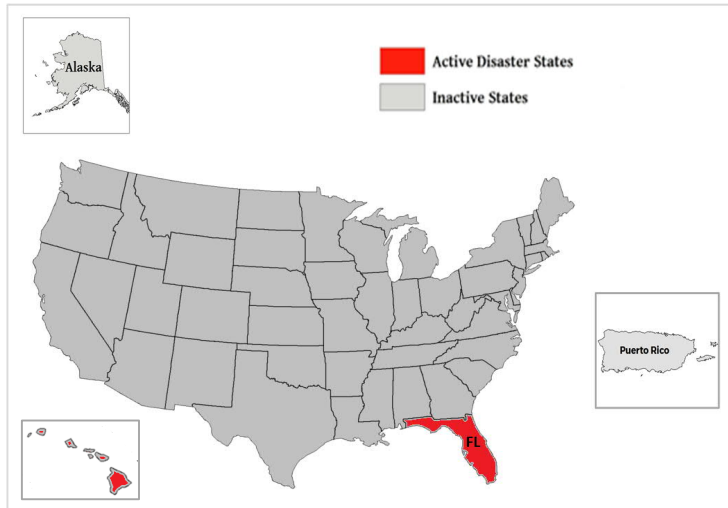 Alaska
Active Disaster States
Inactive States
Puerto Rico
FL